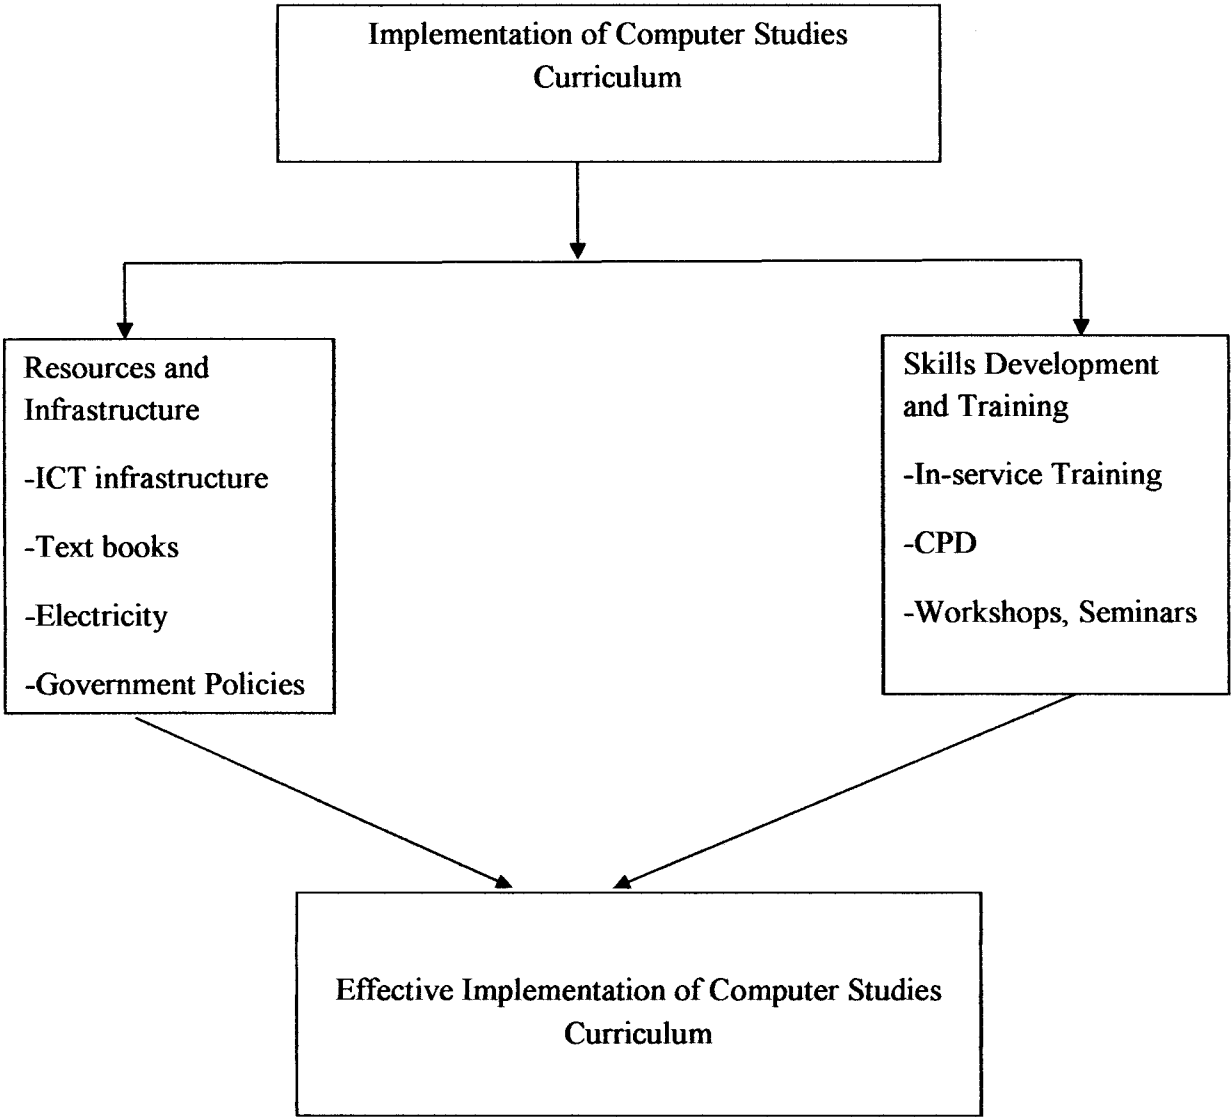 Implementation of Computer Studies
Curriculum
Resources and
Infrastructure
-ICT infrastructure
-Text books
-Electricity
-Government Policies
Skills Development
and Training
-In-service Training
-CPD
-Workshops, Seminars
Effective Implementation of Computer Studies
Curriculum